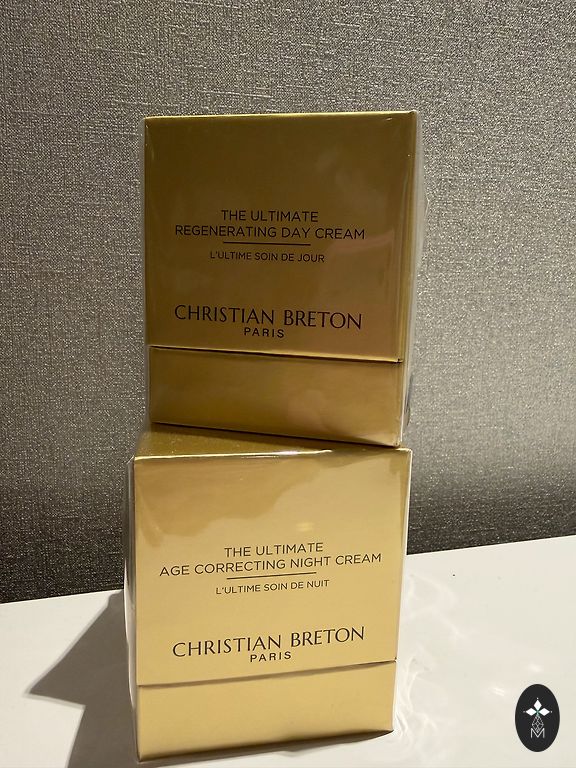 THE ULTIMATE
REGENERATING DAY CREAM
L'ULTIME SOIN DE JOUR
CHRISTIAN BRETON
PARIS
THE ULTIMATE
AGE CORRECTING NIGHT CREAM
L'ULTIME SOIN DE NUIT
CHRISTIAN BRETON
PARIS
M